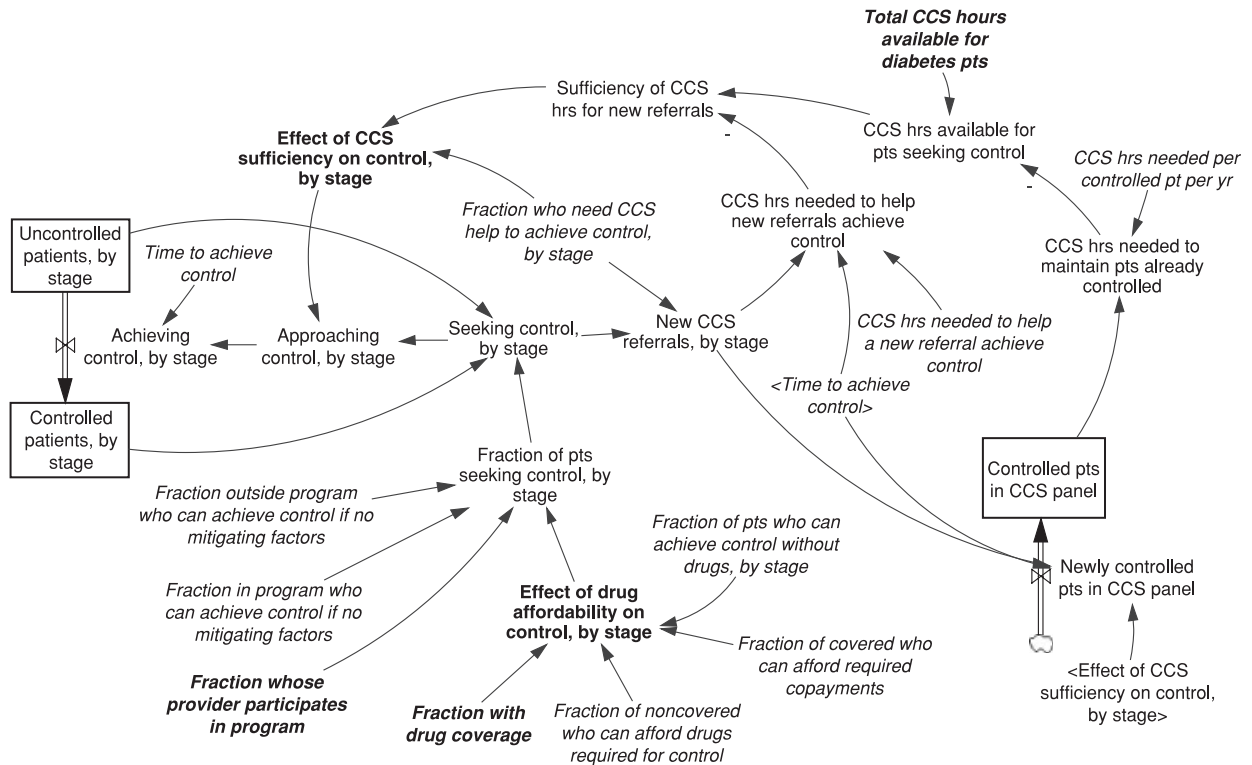 Total CCS hours
available for
diabetes pts
Sufficiency of CCS
hrs for new referrals
-
CCS hrs available for
pts seeking control
-
Effect of CCS
sufficiency on control,
by stage
CCS hrs needed per
controlled pt per yr
Fraction who need CCS
help to achieve control,
by stage
CCS hrs needed to help
new referrals achieve
control
CCS hrs needed to
maintain pts already
controlled
Uncontrolled
patients, by
stage
Time to achieve
control
Achieving
control, by stage
Approaching
control, by stage
Seeking control,
by stage
New CCS
referrals, by stage
CCS hrs needed to help
a new referral achieve
control
<Time to achieve
control>
Controlled
patients, by
stage
Fraction of pts
seeking control, by
stage
Controlled pts
in CCS panel
Fraction outside program
who can achieve control if no
mitigating factors
Fraction of pts who can
achieve control without
drugs, by stage
Newly controlled
pts in CCS panel
Fraction in program who
can achieve control if no
mitigating factors
Effect of drug
affordability on
control, by stage
Fraction of covered who
can afford required
copayments
<Effect of CCS
sufficiency on control,
by stage>
Fraction whose
provider participates
in program
Fraction with
drug coverage
Fraction of noncovered
who can afford drugs
required for control